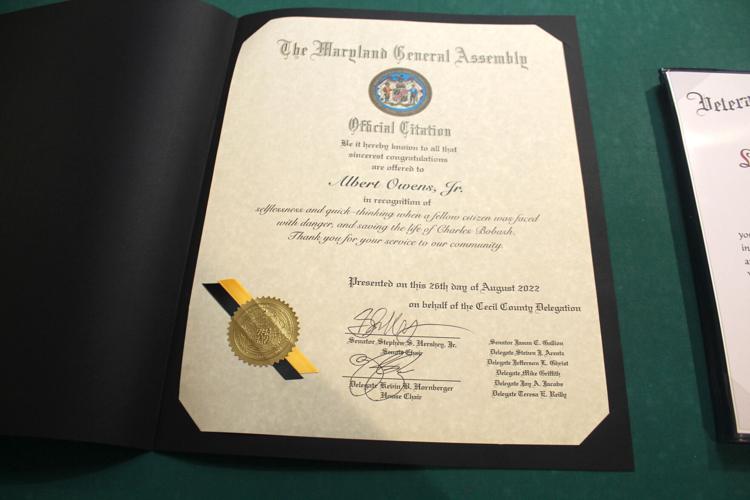 The Maryland General Assembly
Official Citation
Be it hereby known to all that
sincerest congratulations
are offered to
Albert Owens, Jr.
in recognition of
selflessness and quick-thinking when a fellow citizen was faced
with danger, and saving the life of Charles Bobash.
Thank you for your service to our community.
Presented on this 26th day of August 2022
on behalf of the Cecil County Delegation
Senator Stephen S. Hershey, Jr.
Senate Chair
Delegate Kevin B. Hornberger
House Chair
Senator Jason C. Gallion
Delegate Steven J. Arentz
Delegate Jefferson L. Ghrist
Delegate Mike Griffith
Delegate Jay A. Jacobs
Delegate Teresa E. Reilly
Veter
yo
in